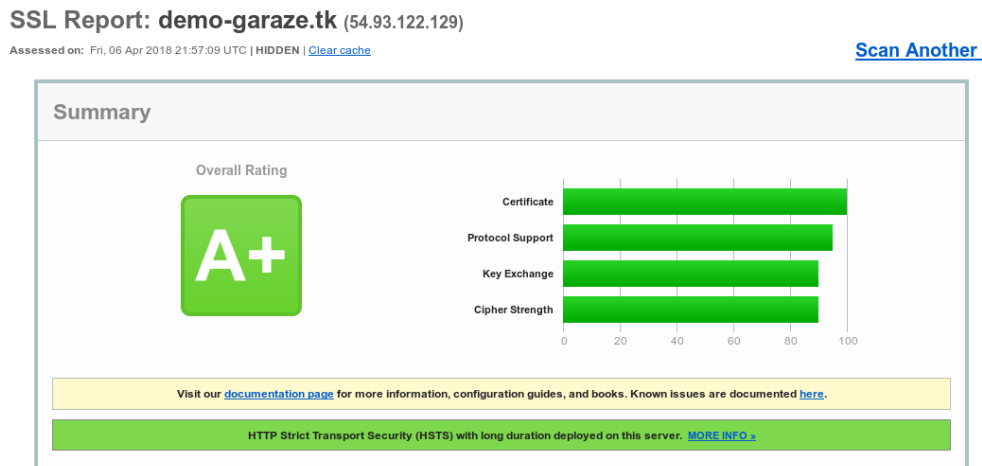 SSL Report: demo-garaze.tk (54.93.122.129)
Assessed on: Fri, 06 Apr 2018 21:57:09 UTC | HIDDEN | Clear cache
Scan Another
Summary
Overall Rating
A+
Certificate
Protocol Support
Key Exchange
Cipher Strength
0 20 40 60 80 100
Visit our documentation page for more information, configuration guides, and books. Known issues are documented here.
HTTP Strict Transport Security (HSTS) with long duration deployed on this server. MORE INFO »